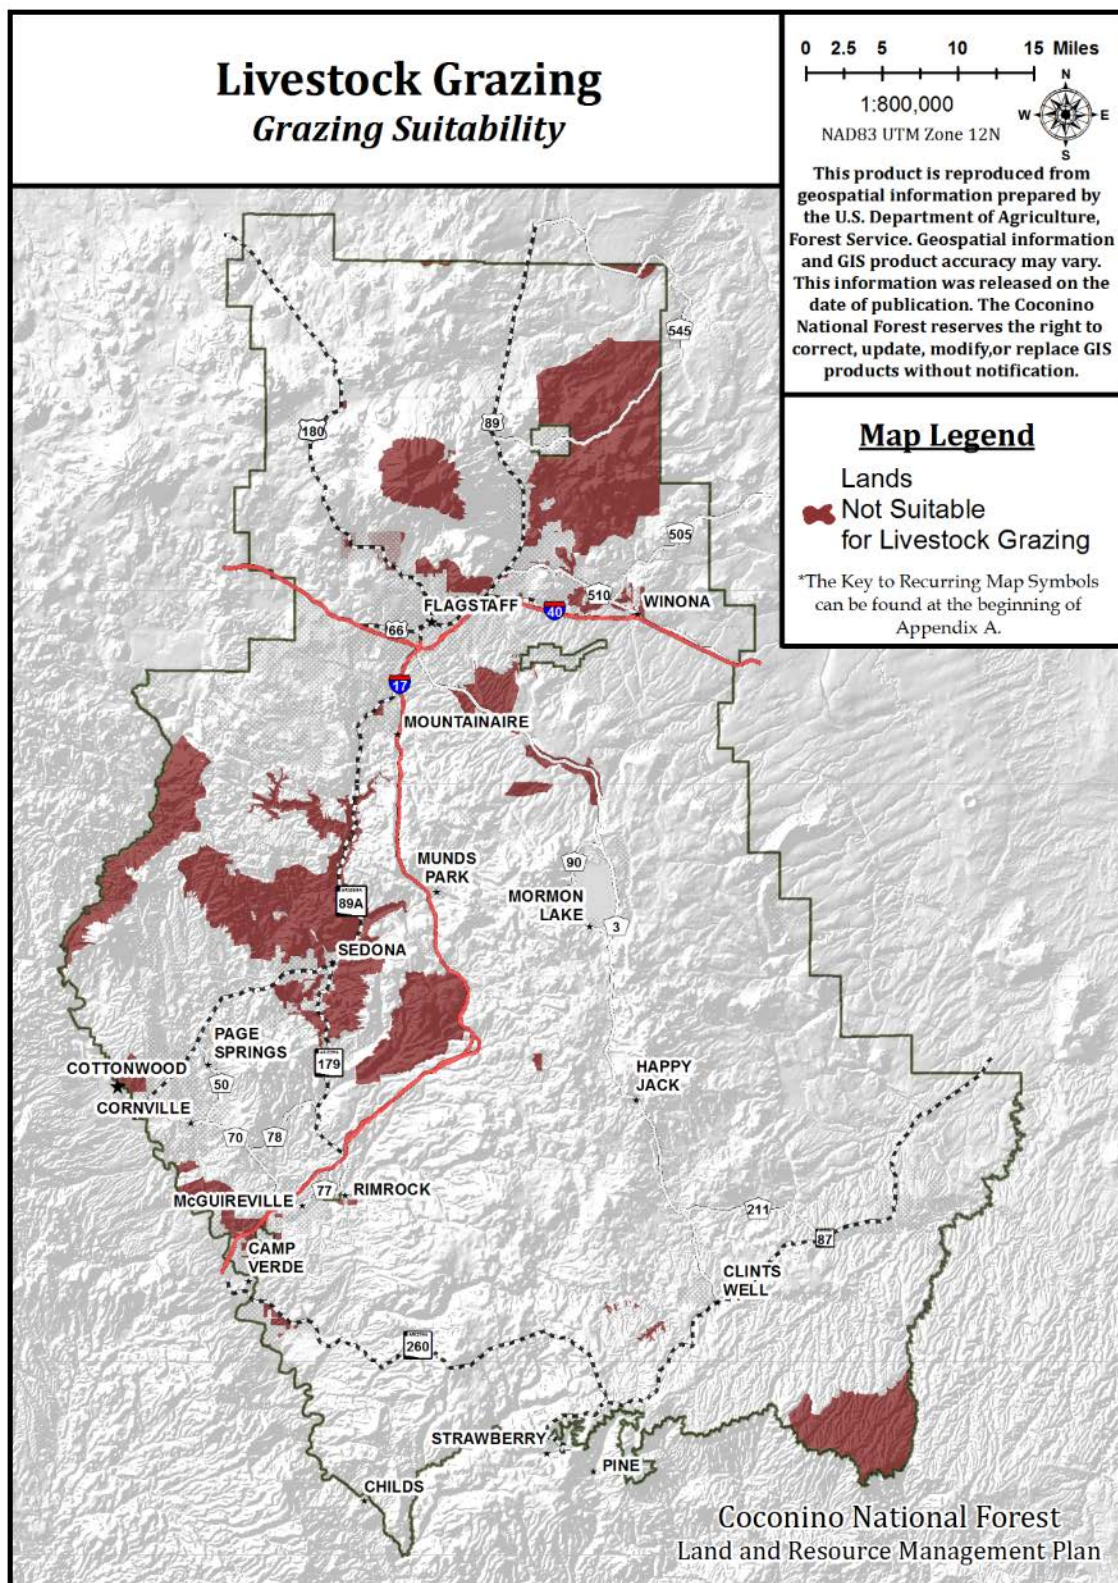 Livestock Grazing
Grazing Suitability
0 2.5 5 10 15 Miles
1:800,000
NAD83 UTM Zone 12N
N
W E
S
This product is reproduced from
geospatial information prepared by
the U.S. Department of Agriculture,
Forest Service. Geospatial information
and GIS product accuracy may vary.
This information was released on the
date of publication. The Coconino
National Forest reserves the right to
correct, update, modify,or replace GIS
products without notification.
Map Legend
Lands
Not Suitable
for Livestock Grazing
*The Key to Recurring Map Symbols
can be found at the beginning of
Appendix A.
545
180
89
505
510
FLAGSTAFF
40
WINONA
66
17
MOUNTAINAIRE
MUNDS
PARK
90
89A
MORMON
LAKE
3
SEDONA
PAGE
SPRINGS
179
COTTONWOOD
50
HAPPY
JACK
CORNVILLE
70
78
77
RIMROCK
McGUIREVILLE
211
87
CAMP
VERDE
CLINTS
WELL
ARIZONA
260
STRAWBERRY
PINE
CHILDS
Coconino National Forest
Land and Resource Management Plan